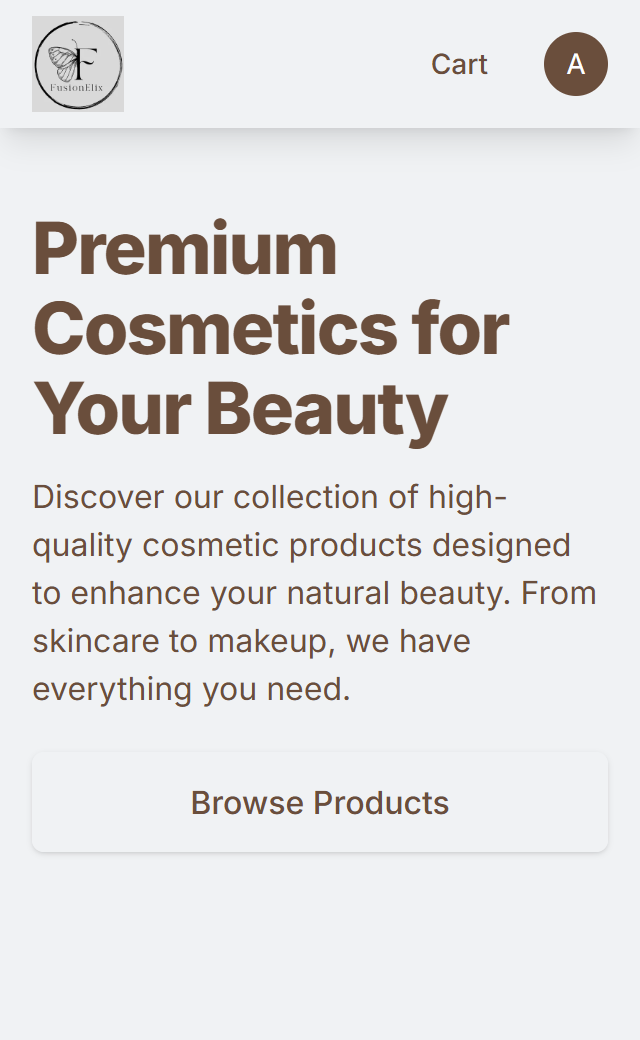 F
FusionElix
Cart
A
Premium
Cosmetics for
Your Beauty
Discover our collection of high-
quality cosmetic products designed
to enhance your natural beauty. From
skincare to makeup, we have
everything you need.
Browse Products